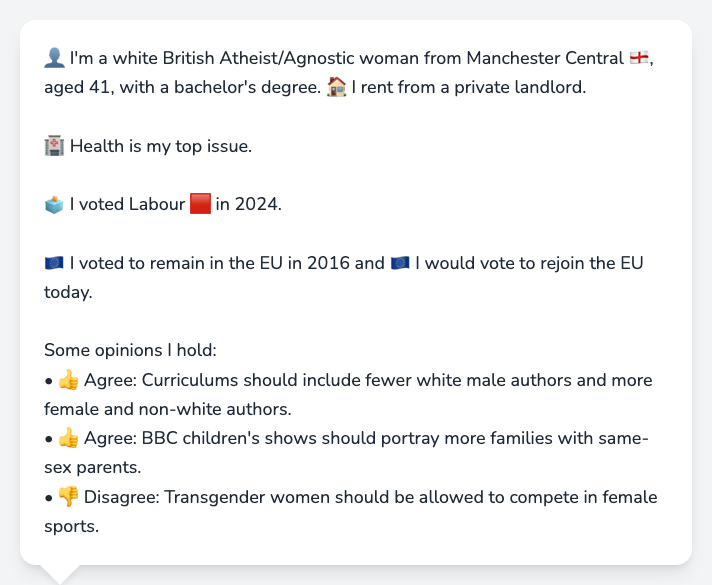 👤 I'm a white British Atheist/Agnostic woman from Manchester Central 🏴󠁧󠁢󠁥󠁮󠁧󠁿,
aged 41, with a bachelor's degree. 🏠 I rent from a private landlord.
🏥 Health is my top issue.
🗳️ I voted Labour 🟥 in 2024.
🇪🇺 I voted to remain in the EU in 2016 and 🇪🇺 I would vote to rejoin the EU
today.
Some opinions I hold:
• 👍 Agree: Curriculums should include fewer white male authors and more
female and non-white authors.
• 👍 Agree: BBC children's shows should portray more families with same-
sex parents.
• 👎 Disagree: Transgender women should be allowed to compete in female
sports.